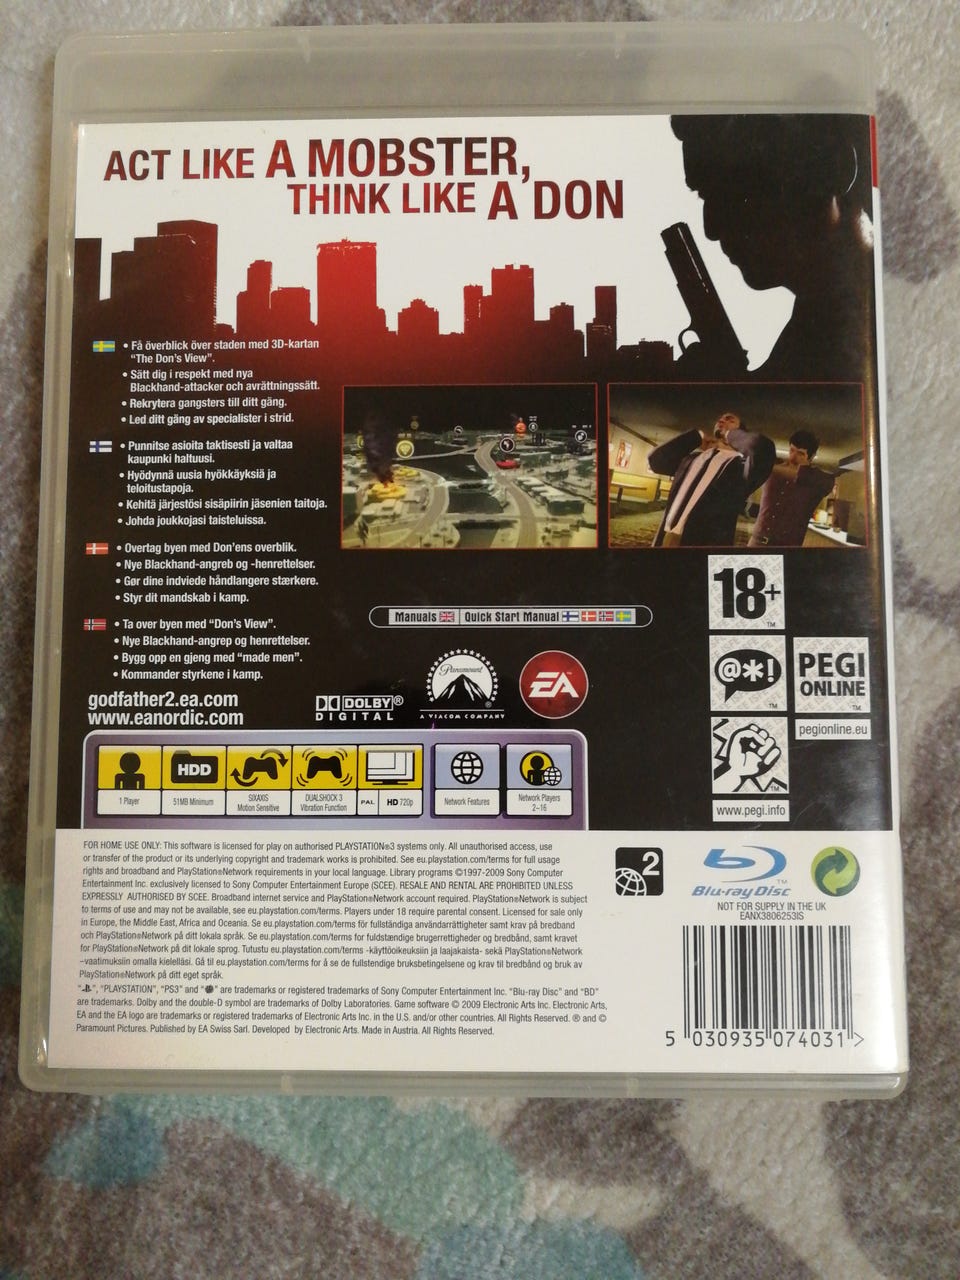 ACT LIKE A MOBSTER,
THINK LIKE A DON
• Få överblick över staden med 3D-kartan
"The Don's View".
• Sätt dig i respekt med nya
Blackhand-attacker och avrättningssätt.
• Rekrytera gangsters till ditt gäng.
• Led ditt gäng av specialister i strid.
• Punnitse asioita taktisesti ja valtaa
kaupunki haltuusi.
• Hyödynnä uusia hyökkäyksiä ja
teloitustapoja.
• Kehitä järjestösi sisäpiirin jäsenien taitoja.
• Johda joukkojasi taisteluissa.
• Overtag byen med Don'ens overblik.
• Nye Blackhand-angreb og -henrettelser.
• Gør dine indviede håndlangere stærkere.
• Styr dit mandskab i kamp.
• Ta over byen med "Don's View".
• Nye Blackhand-angrep og henrettelser.
• Bygg opp en gjeng med "made men".
• Kommander styrkene i kamp.
godfather2.ea.com
www.eanordic.com
Manuals Quick Start Manual
DOLBY®
DIGITAL
Paramount
®
A VIACOM COMPANY
EA
™
18+
™
@*!
™
PEGI
ONLINE
™
pegionline.eu
™
www.pegi.info
HDD
1 Player
51MB Minimum
SIXAXIS
Motion Sensitive
DUALSHOCK 3
Vibration Function
PAL HD 720p
Network Features
Network Players
2–16
FOR HOME USE ONLY: This software is licensed for play on authorised PLAYSTATION®3 systems only. All unauthorised access, use
or transfer of the product or its underlying copyright and trademark works is prohibited. See eu.playstation.com/terms for full usage
rights and broadband and PlayStation®Network requirements in your local language. Library programs ©1997-2009 Sony Computer
Entertainment Inc. exclusively licensed to Sony Computer Entertainment Europe (SCEE). RESALE AND RENTAL ARE PROHIBITED UNLESS
EXPRESSLY AUTHORISED BY SCEE. Broadband internet service and PlayStation®Network account required. PlayStation®Network is subject
to terms of use and may not be available, see eu.playstation.com/terms. Players under 18 require parental consent. Licensed for sale only
in Europe, the Middle East, Africa and Oceania. Se eu.playstation.com/terms för fullständiga användarrättigheter samt krav på bredband
och PlayStation®Network på ditt lokala språk. Se eu.playstation.com/terms for fuldstændige brugerrettigheder og bredbånd, samt kravet
for PlayStation®Network på dit lokale sprog. Tutustu eu.playstation.com/terms -käyttöoikeuksiin ja laajakaista- sekä PlayStation®Network
–vaatimuksiin omalla kielelläsi. Gå til eu.playstation.com/terms for å se de fullstendige bruksbetingelsene og krav til bredbånd og bruk av
PlayStation®Network på ditt eget språk.
" ", "PLAYSTATION", "PS3" and " " are trademarks or registered trademarks of Sony Computer Entertainment Inc. "Blu-ray Disc" and "BD"
are trademarks. Dolby and the double-D symbol are trademarks of Dolby Laboratories. Game software © 2009 Electronic Arts Inc. Electronic Arts,
EA and the EA logo are trademarks or registered trademarks of Electronic Arts Inc. in the U.S. and/or other countries. All Rights Reserved. ® and ©
Paramount Pictures. Published by EA Swiss Sarl. Developed by Electronic Arts. Made in Austria. All Rights Reserved.
2
Blu-ray Disc™
NOT FOR SUPPLY IN THE UK
EANX3806253IS
5 030935 074031 >